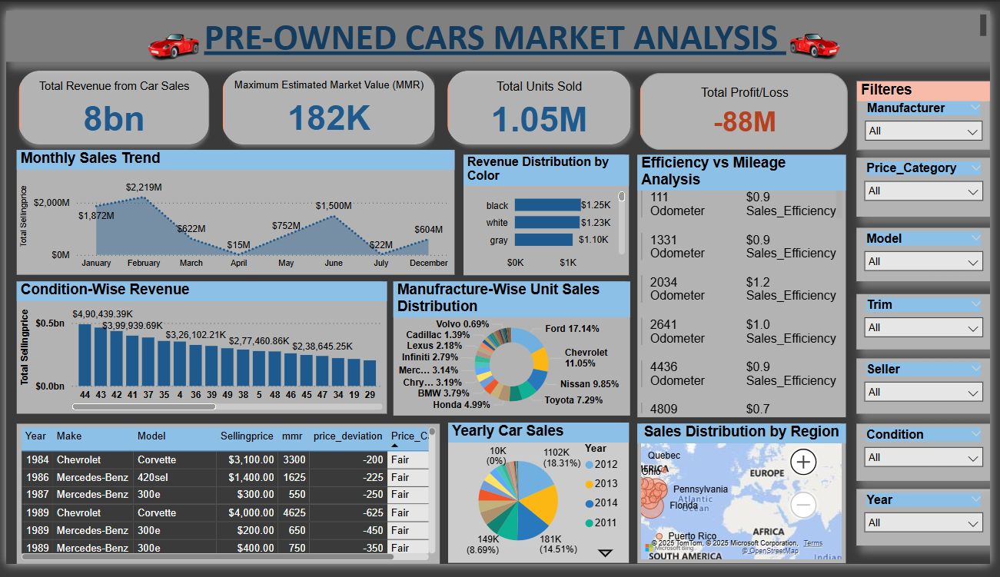 PRE-OWNED CARS MARKET ANALYSIS
Total Revenue from Car Sales
8bn
Maximum Estimated Market Value (MMR)
182K
Total Units Sold
1.05M
Total Profit/Loss
-88M
Filteres
Manufacturer
All
Price_Category
All
Model
All
Trim
All
Seller
All
Condition
All
Year
All
Monthly Sales Trend
Total Sellingprice
$2,000M
$0M
$1,872M
$2,219M
$622M
$15M
$752M
$1,500M
$22M
$604M
January February March April May June July December
Revenue Distribution by
Color
black $1.25K
white $1.23K
gray $1.10K
$0K $1K
Efficiency vs Mileage
Analysis
111 $0.9
Odometer Sales_Efficiency
1331 $0.9
Odometer Sales_Efficiency
2034 $1.2
Odometer Sales_Efficiency
2641 $1.0
Odometer Sales_Efficiency
4436 $0.9
Odometer Sales_Efficiency
4809 $0.7
Condition-Wise Revenue
Total Sellingprice
$0.5bn
$0.0bn
$4,90,439.39K
$3,99,939.69K
$3,26,102.21K
$2,77,460.86K
$2,38,645.25K
44 43 42 41 37 35 4 36 39 49 38 5 48 46 45 47 34 19 29
Manufracture-Wise Unit Sales
Distribution
Volvo 0.69%
Cadillac 1.39%
Lexus 2.18%
Infiniti 2.79%
Merc... 3.14%
Chry... 3.19%
BMW 3.79%
Honda 4.99%
Ford 17.14%
Chevrolet
11.05%
Nissan 9.85%
Toyota 7.29%
Year Make Model Sellingprice mmr price_deviation Price_C
1984 Chevrolet Corvette $3,100.00 3300 -200 Fair
1986 Mercedes-Benz 420sel $1,400.00 1625 -225 Fair
1987 Mercedes-Benz 300e $300.00 550 -250 Fair
1989 Chevrolet Corvette $4,000.00 4625 -625 Fair
1989 Mercedes-Benz 300e $200.00 650 -450 Fair
1989 Mercedes-Benz 300e $400.00 750 -350 Fair
Yearly Car Sales
10K
(0%)
1102K
(18.31%)
149K
(8.69%)
181K
(14.51%)
Year
2012
2013
2014
2011
Sales Distribution by Region
Quebec
ERICA
Ohio
Pennsylvania
Florida
Atlantic
Ocean
EUROPE
AFRICA
Puerto Rico
SOUTH AMERICA
Microsoft Bing
© 2025 TomTom, © 2025 Microsoft Corporation, Terms
© OpenStreetMap
Indian